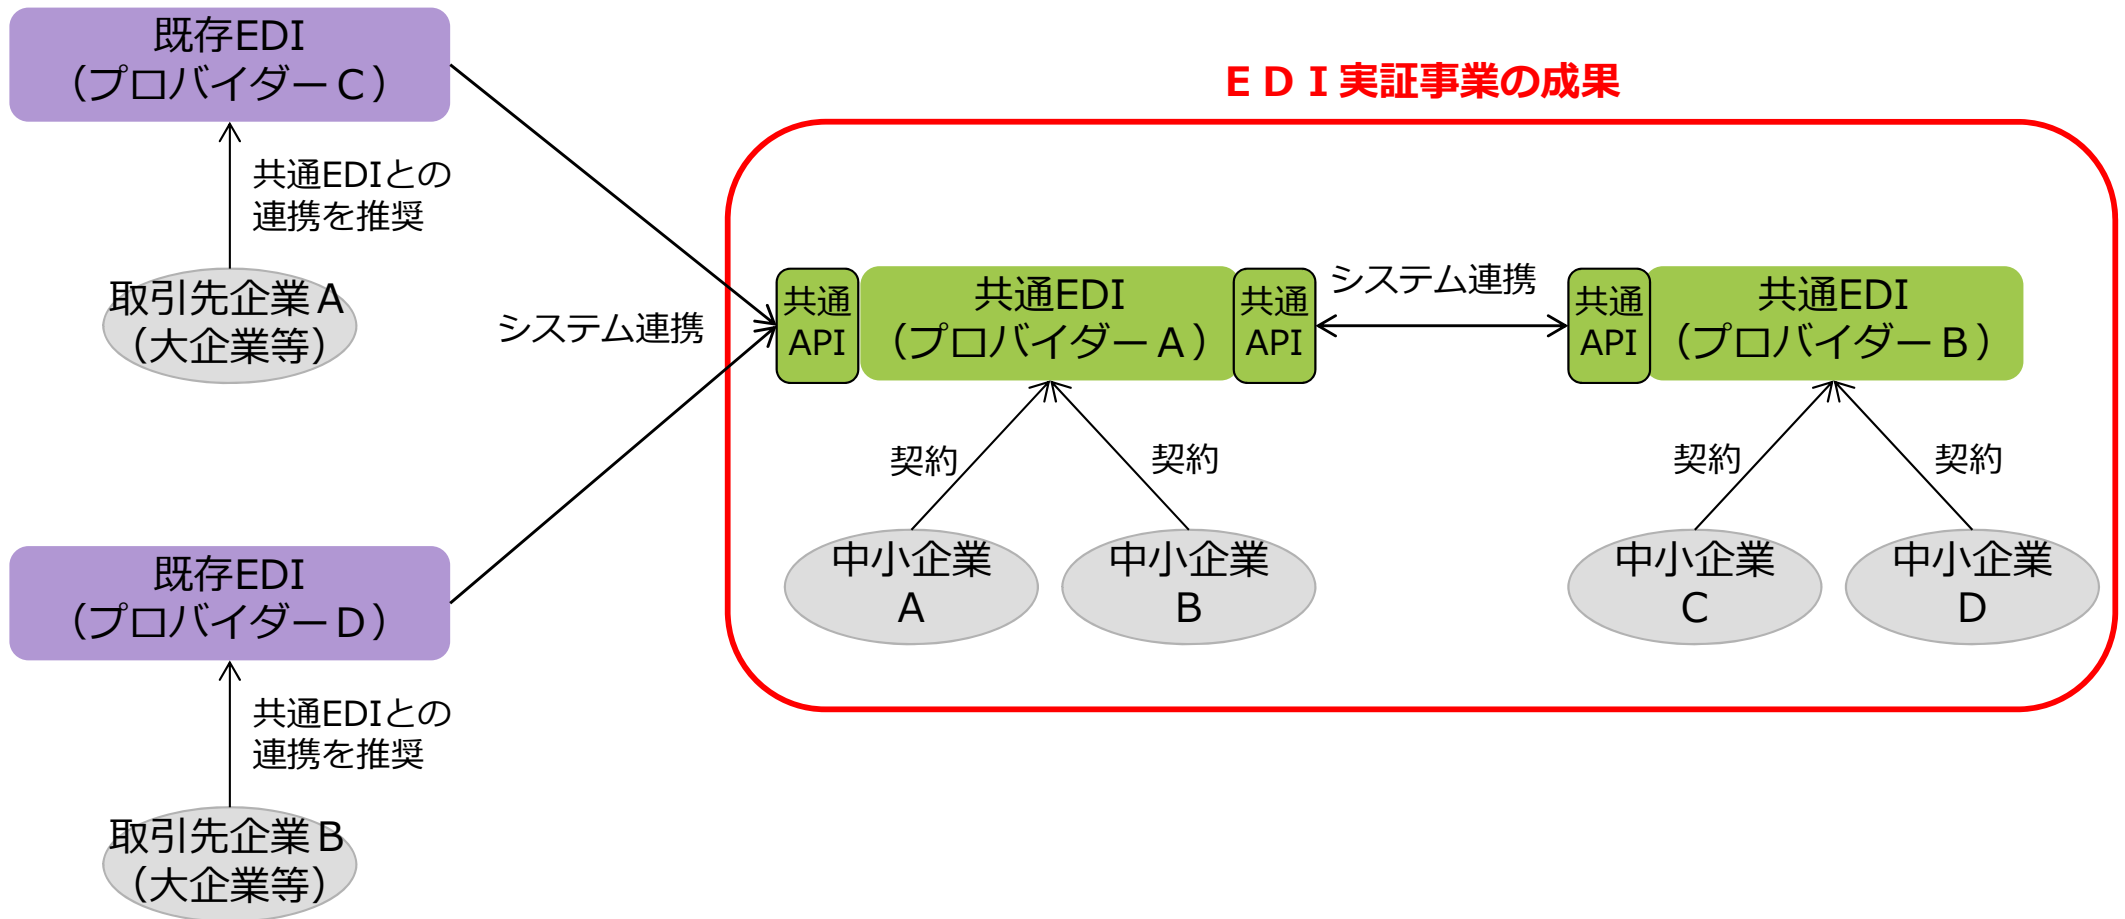 既存EDI
（プロバイダーＣ）
共通EDIとの
連携を推奨
取引先企業Ａ
（大企業等）
システム連携
既存EDI
（プロバイダーＤ）
共通EDIとの
連携を推奨
取引先企業Ｂ
（大企業等）
ＥＤＩ実証事業の成果
共通
API
共通EDI
（プロバイダーＡ）
共通
API
システム連携
共通
API
共通EDI
（プロバイダーＢ）
契約
契約
契約
契約
中小企業
A
中小企業
B
中小企業
C
中小企業
D